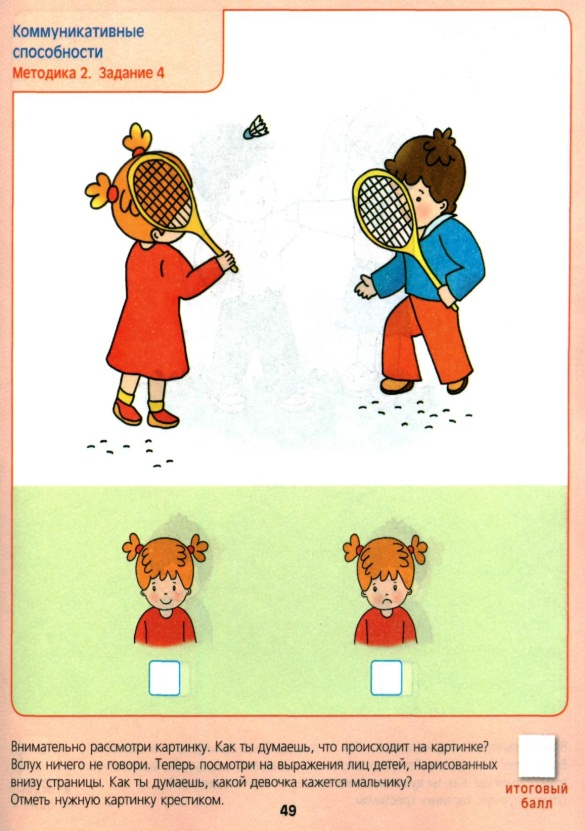 Коммуникативные
способности
Методика 2. Задание 4
Внимательно рассмотри картинку. Как ты думаешь, что происходит на картинке?
Вслух ничего не говори. Теперь посмотри на выражения лиц детей, нарисованных
внизу страницы. Как ты думаешь, какой девочка кажется мальчику?
Отметь нужную картинку крестиком.
итоговый
балл
49